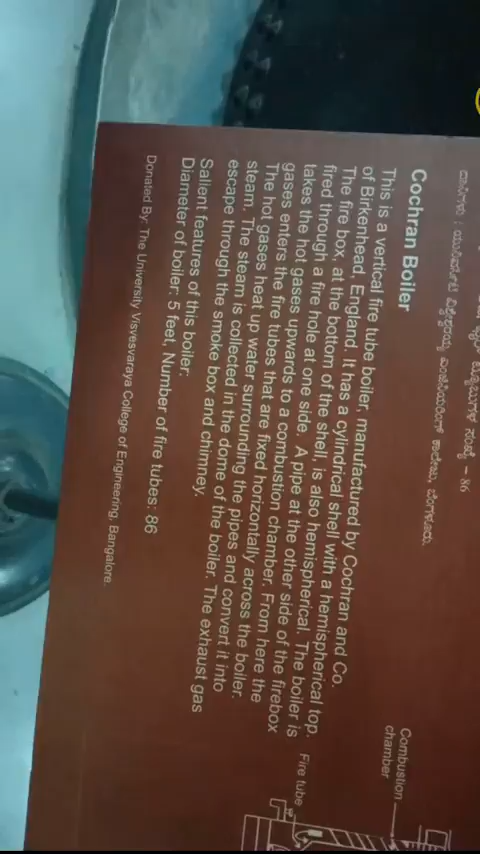 ಸಂಖ್ಯೆ – 86
Cochran Boiler
This is a vertical fire tube boiler, manufactured by Cochran and Co.
of Birkenhead, England. It has a cylindrical shell with a hemispherical top.
The fire box, at the bottom of the shell, is also hemispherical. The boiler is
fired through a fire hole at one side. A pipe at the other side of the firebox
takes the hot gases upwards to a combustion chamber. From here the
gases enters the fire tubes that are fixed horizontally across the boiler.
The hot gases heat up water surrounding the pipes and convert it into
steam. The steam is collected in the dome of the boiler. The exhaust gas
escape through the smoke box and chimney.
Salient features of this boiler:
Diameter of boiler: 5 feet, Number of fire tubes: 86
Donated By: The University Visvesvaraya College of Engineering, Bangalore.
Combustion
chamber
Fire tube